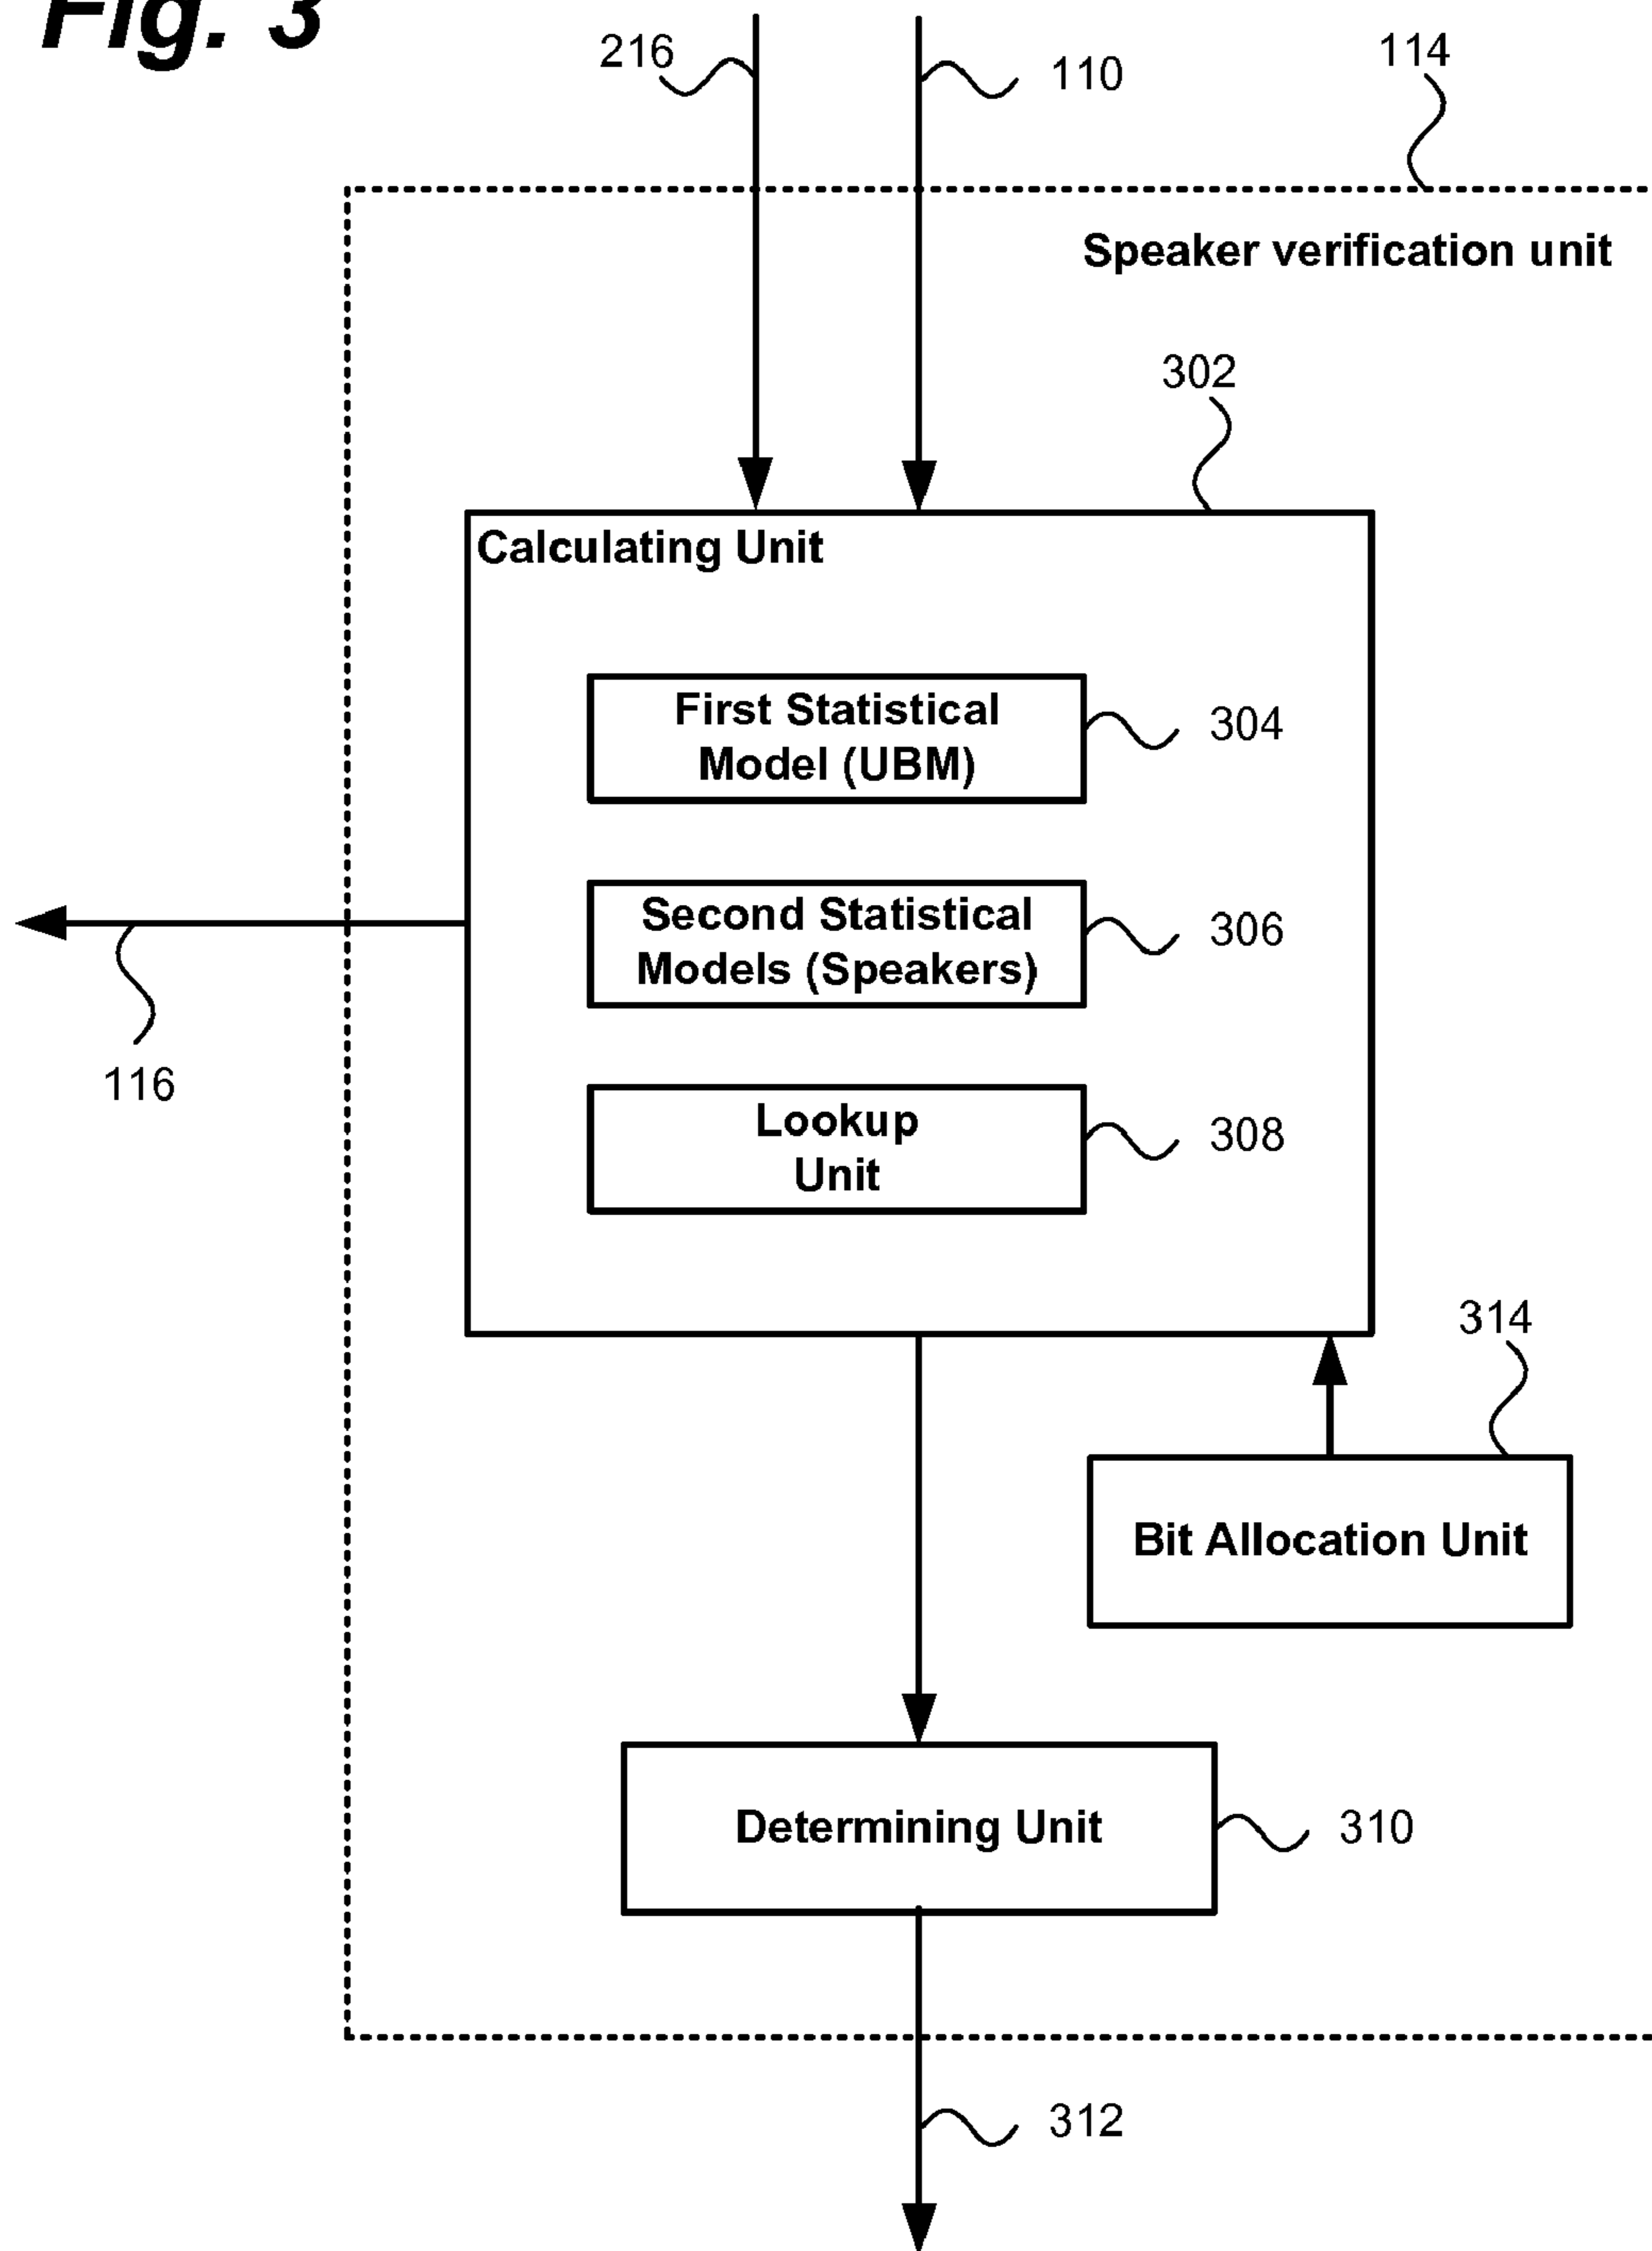 Fig. 3
216
110
114
Speaker verification unit
302
Calculating Unit
First Statistical
Model (UBM)
304
Second Statistical
Models (Speakers)
306
116
Lookup
Unit
308
314
Bit Allocation Unit
Determining Unit
310
312